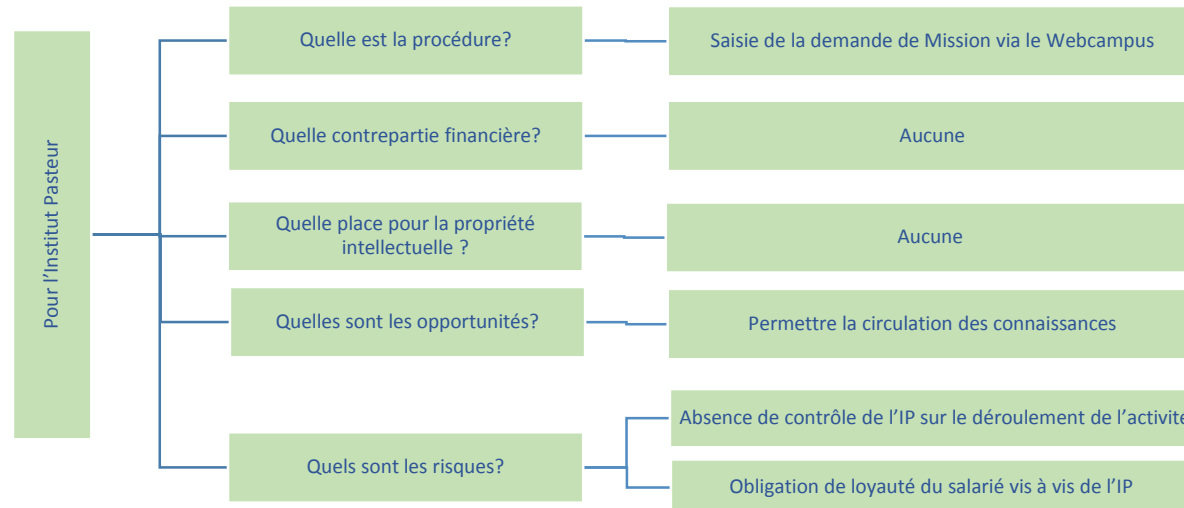 Pour l'Institut Pasteur
Quelle est la procédure?
Saisie de la demande de Mission via le Webcampus
Quelle contrepartie financière?
Aucune
Quelle place pour la propriété
intellectuelle ?
Aucune
Quelles sont les opportunités?
Permettre la circulation des connaissances
Quels sont les risques?
Absence de contrôle de l'IP sur le déroulement de l'activité
Obligation de loyauté du salarié vis à vis de l'IP